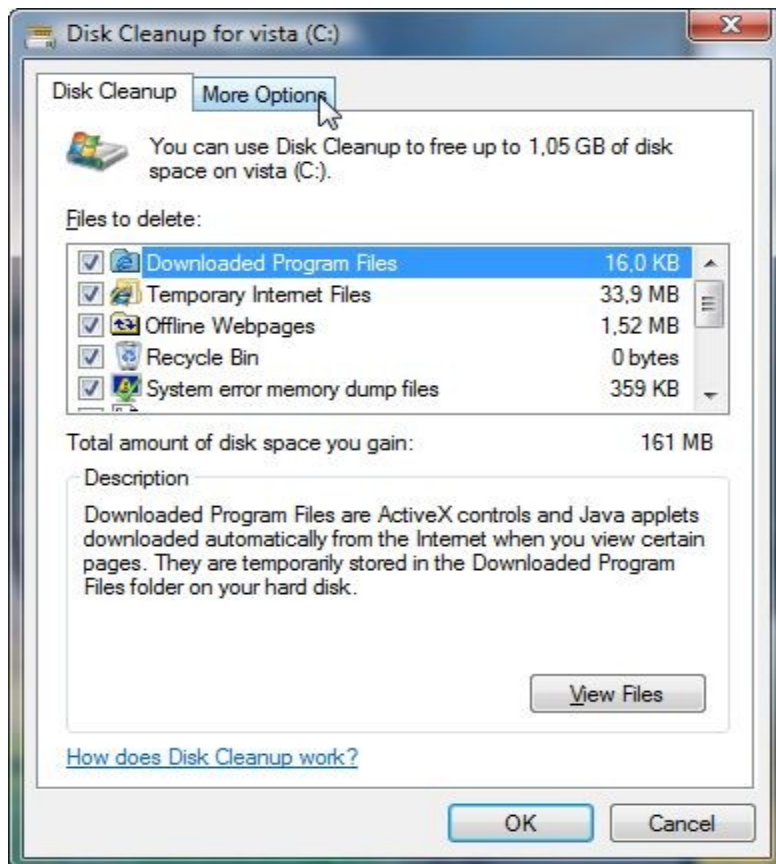 Disk Cleanup for vista (C:)
Disk Cleanup
More Options
You can use Disk Cleanup to free up to 1,05 GB of disk
space on vista (C:).
Files to delete:
Downloaded Program Files 16,0 KB
Temporary Internet Files 33,9 MB
Offline Webpages 1,52 MB
Recycle Bin 0 bytes
System error memory dump files 359 KB
Total amount of disk space you gain: 161 MB
Description
Downloaded Program Files are ActiveX controls and Java applets
downloaded automatically from the Internet when you view certain
pages. They are temporarily stored in the Downloaded Program
Files folder on your hard disk.
View Files
How does Disk Cleanup work?
OK Cancel